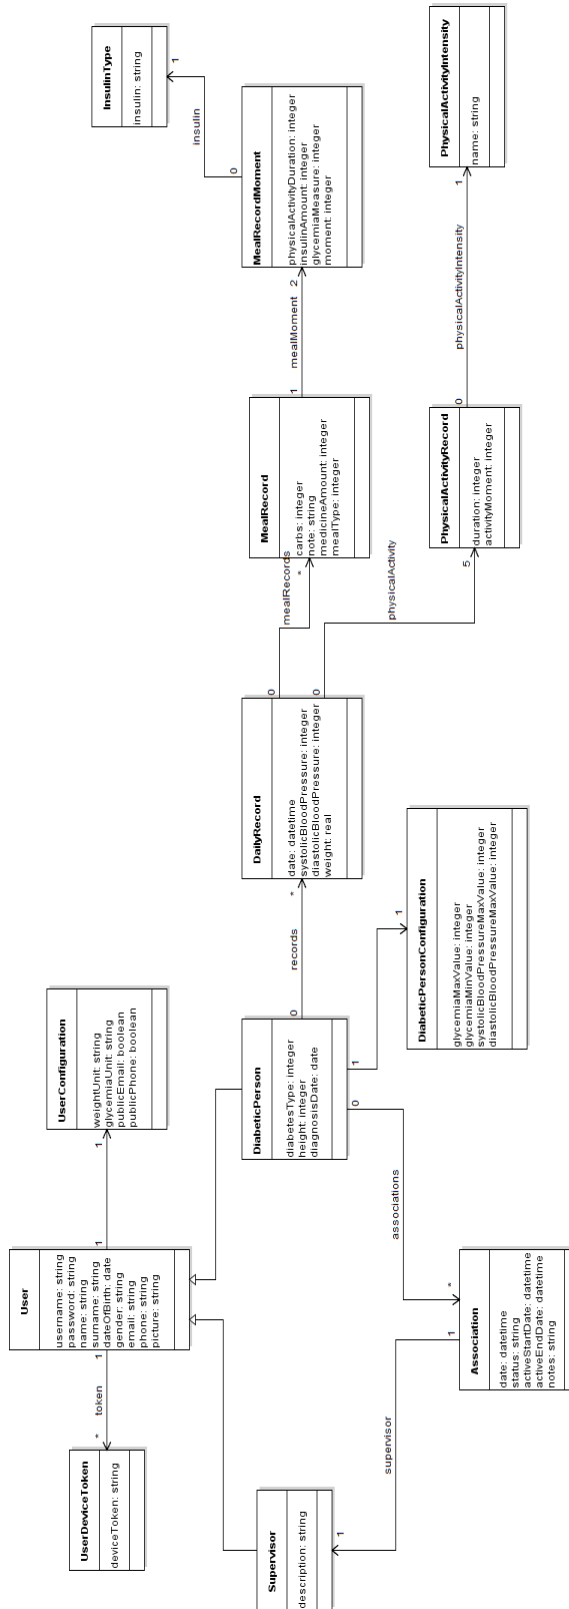 InsulinType
insulin: string
1
insulin
0
MealRecordMoment
physicalActivityDuration: integer
insulinAmount: integer
glycemiaMeasure: integer
moment: integer
2
mealMoment
1
MealRecord
carbs: integer
note: string
medicineAmount: integer
mealType: integer
*
mealRecords
0
PhysicalActivityIntensity
name: string
1
physicalActivityIntensity
0
PhysicalActivityRecord
duration: integer
activityMoment: integer
5
physicalActivity
0
DailyRecord
date: datetime
systolicBloodPressure: integer
diastolicBloodPressure: integer
weight: real
*
records
0
DiabeticPerson
diabetesType: integer
height: integer
diagnosisDate: date
1
1
DiabeticPersonConfiguration
glycemiaMaxValue: integer
glycemiaMinValue: integer
systolicBloodPressureMaxValue: integer
diastolicBloodPressureMaxValue: integer
0
associations
*
UserConfiguration
weightUnit: string
glycemiaUnit: string
publicEmail: boolean
publicPhone: boolean
1
1
User
username: string
password: string
name: string
surname: string
dateOfBirth: date
gender: string
email: string
phone: string
picture: string
1
token
*
UserDeviceToken
deviceToken: string
Association
date: datetime
status: string
activeStartDate: datetime
activeEndDate: datetime
notes: string
1
supervisor
1
Supervisor
description: string